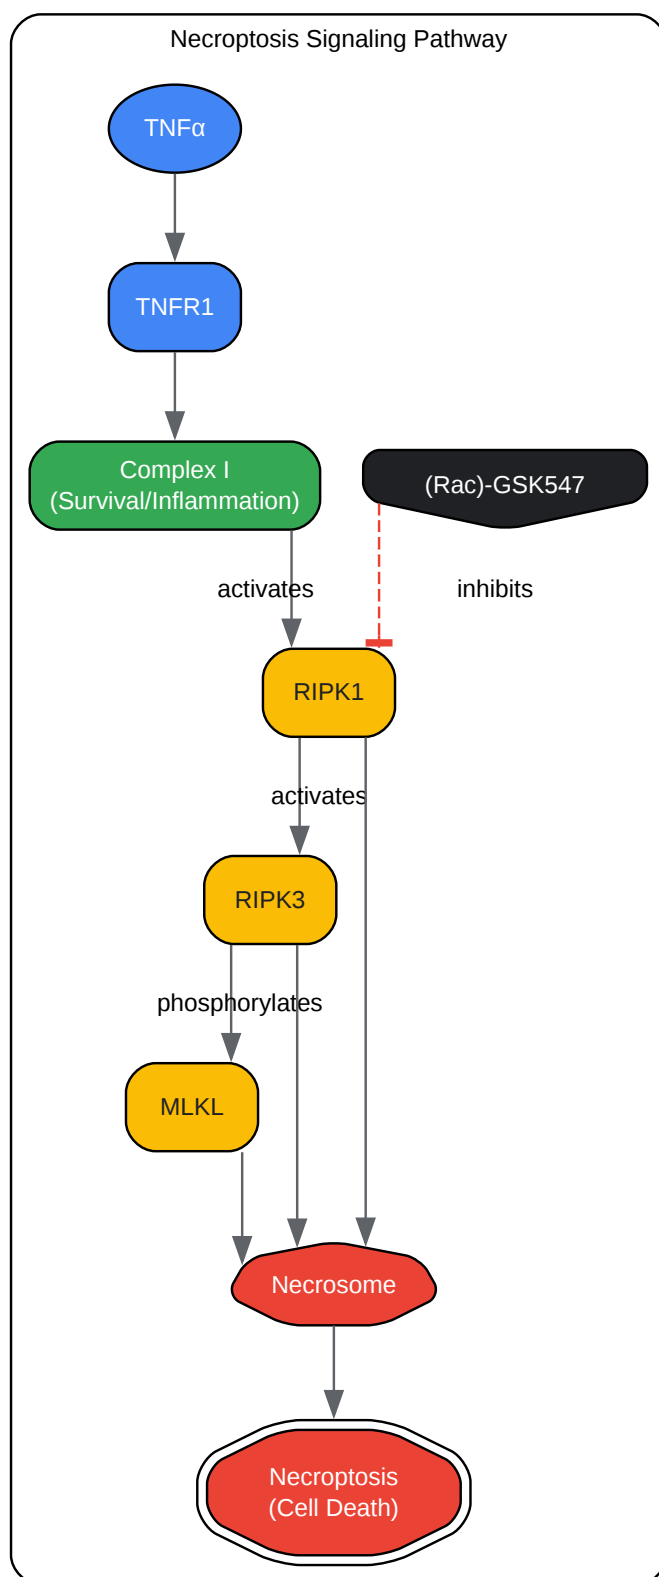 Necroptosis Signaling Pathway
TNFα
TNFR1
Complex I
(Survival/Inflammation)
(Rac)-GSK547
activates
inhibits
RIPK1
activates
RIPK3
phosphorylates
MLKL
Necrosome
Necroptosis
(Cell Death)